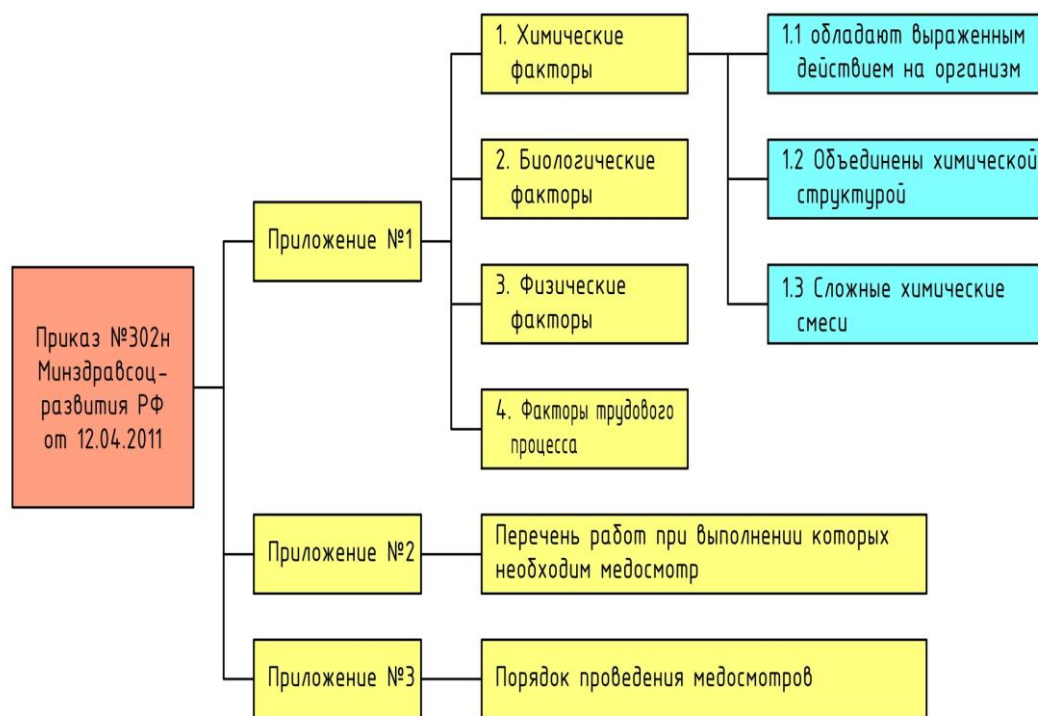 Приказ №302н
Минздравсоц-
развития РФ
от 12.04.2011
Приложение №1
1. Химические
факторы
1.1 обладают выраженным
действием на организм
1.2 Объединены химической
структурой
1.3 Сложные химические
смеси
2. Биологические
факторы
3. Физические
факторы
4. Факторы трудового
процесса
Приложение №2
Перечень работ при выполнении которых
необходим медосмотр
Приложение №3
Порядок проведения медосмотров